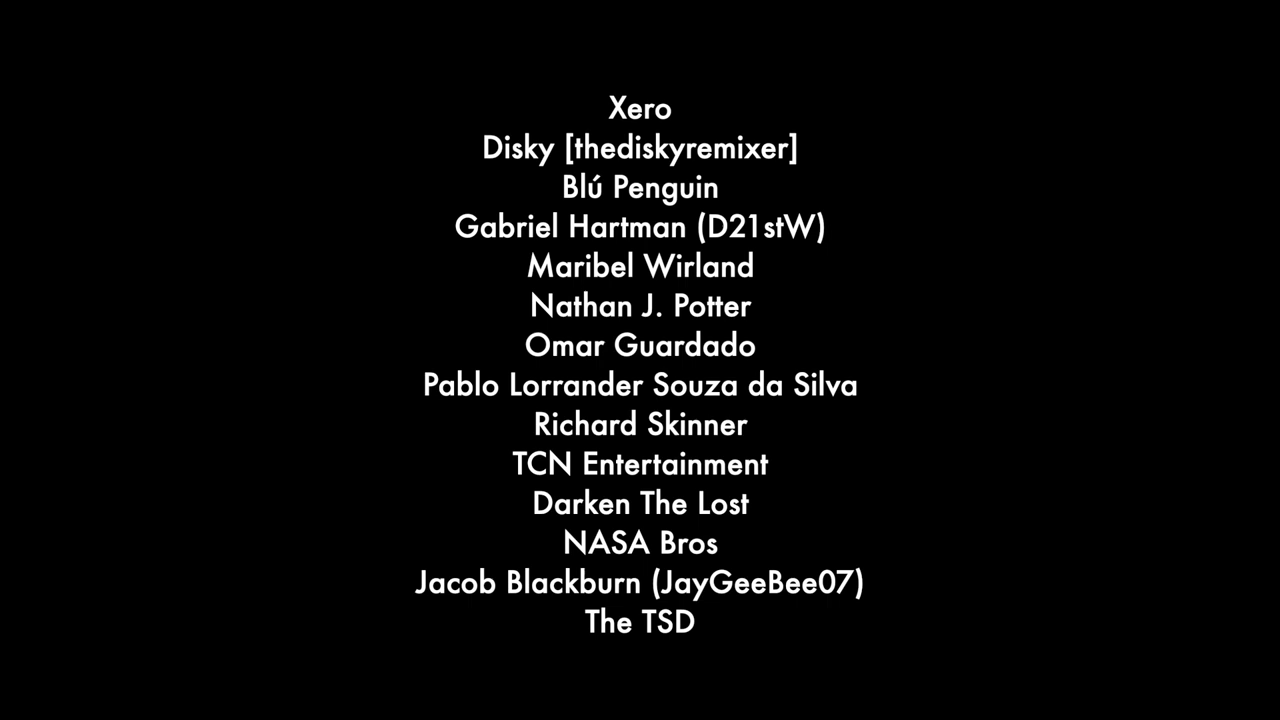 Xero
Disky [thediskyremixer]
Blú Penguin
Gabriel Hartman (D21stW)
Maribel Wirland
Nathan J. Potter
Omar Guardado
Pablo Lorrander Souza da Silva
Richard Skinner
TCN Entertainment
Darken The Lost
NASA Bros
Jacob Blackburn (JayGeeBee07)
The TSD